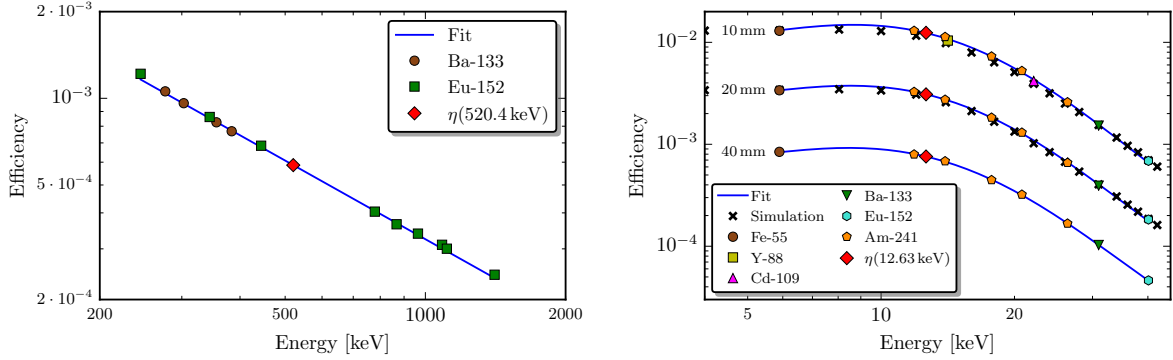 2 · 10⁻³
10⁻³
5 · 10⁻⁴
2 · 10⁻⁴
Efficiency
200
500
1000
2000
Energy [keV]
Fit
Ba-133
Eu-152
η(520.4 keV)
10⁻²
10⁻³
10⁻⁴
Efficiency
10 mm
20 mm
40 mm
5
10
20
Energy [keV]
Fit
Simulation
Fe-55
Y-88
Cd-109
Ba-133
Eu-152
Am-241
η(12.63 keV)